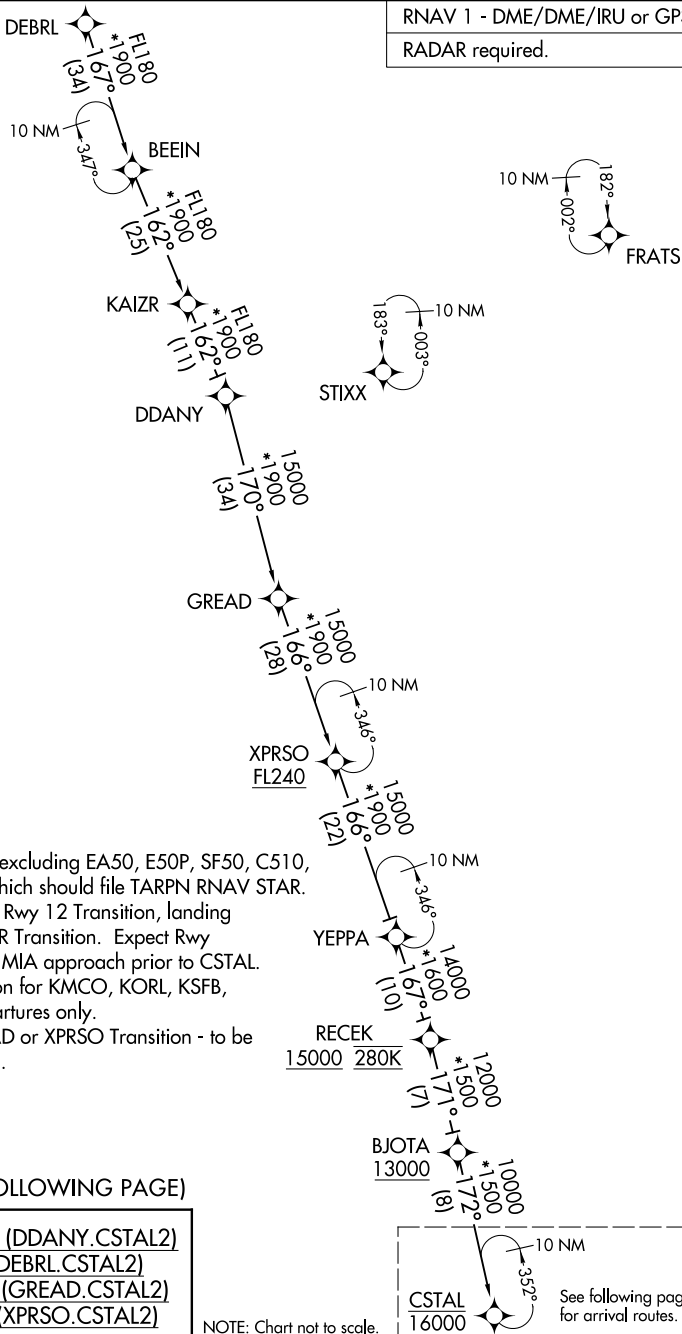 RNAV 1 - DME/DME/IRU or GP
RADAR required.
DEBRL
FL180
*1900
167°
(34)
10 NM
347°
BEEIN
FL180
*1900
162°
(25)
10 NM
182°
002°
FRATS
KAIZR
FL180
*1900
162°
(11)
10 NM
183°
003°
STIXX
DDANY
15000
*1900
170°
(34)
GREAD
15000
*1900
166°
(28)
10 NM
346°
XPRSO
FL240
15000
*1900
166°
(22)
10 NM
346°
YEPPA
excluding EA50, E50P, SF50, C510,
hich should file TARPN RNAV STAR.
Rwy 12 Transition, landing
R Transition. Expect Rwy
MIA approach prior to CSTAL.
on for KMCO, KORL, KSFB,
artures only.
AD or XPRSO Transition - to be
14000
*1600
167°
(10)
RECEK
15000 280K
12000
*1500
171°
(7)
BJOTA
13000
10000
*1500
172°
(8)
OLLOWING PAGE)
(DDANY.CSTAL2)
DEBRL.CSTAL2)
(GREAD.CSTAL2)
(XPRSO.CSTAL2)
NOTE: Chart not to scale.
10 NM
352°
CSTAL
16000
See following pag
for arrival routes.